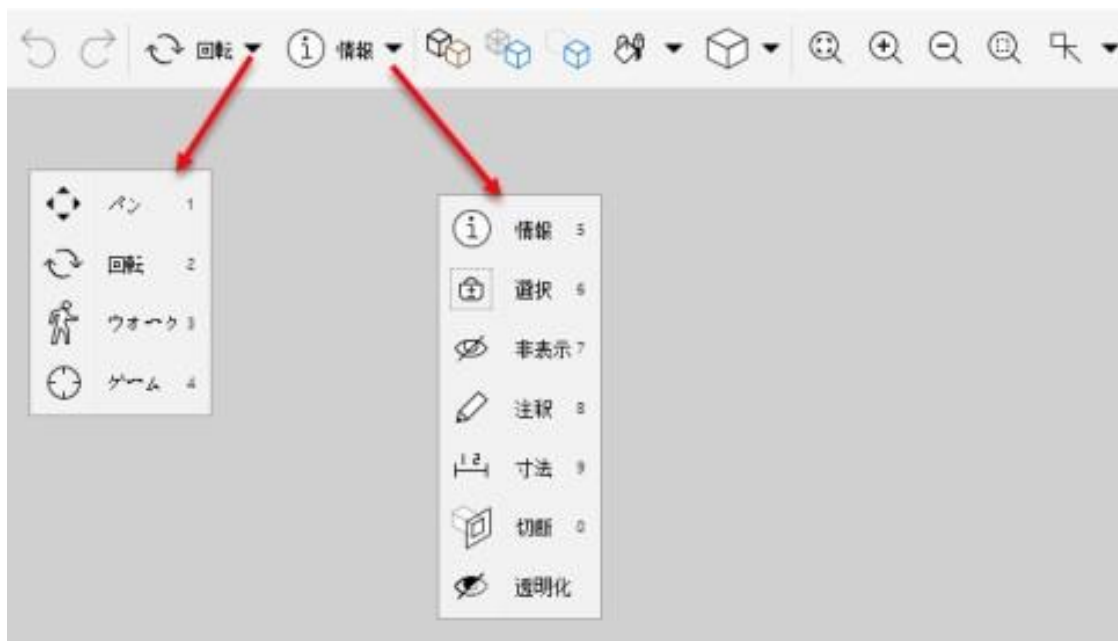 回転 情報
パン 1
回転 2
ウオーク 3
ゲーム 4
情報 5
選択 6
非表示 7
注釈 8
寸法 9
切断 0
透明化